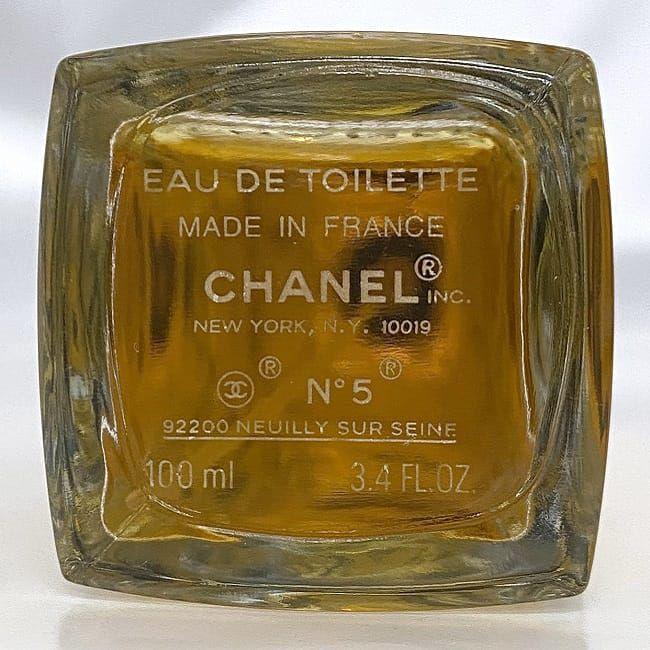 EAU DE TOILETTE
MADE IN FRANCE
CHANEL® INC.
NEW YORK, N.Y. 10019
® N°5®
92200 NEUILLY SUR SEINE
100 ml 3.4 FL.OZ.